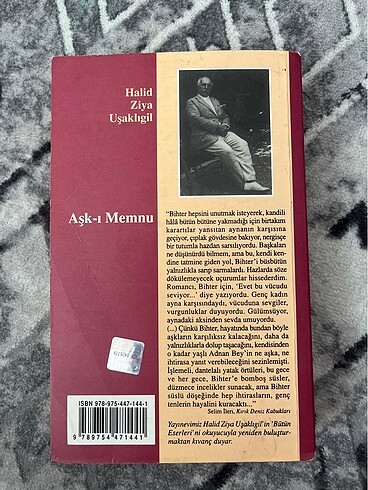 Halid
Ziya
Uşaklıgil
Aşk-ı Memnu
"Bihter hepsini unutmak isteyerek, kandili
hâlâ bütün bütüne yakmadığı için birtakım
karartılar yansıtan aynanın karşısına
geçiyor, çıplak gövdesine bakıyor, nergisçe
bir tutumla hazdan sarsılıyordu. Başkaları
ne düşünürdü bilmem, ama bu, kendi ken-
dine tatmine giden yol, Bihter'i büsbütün
yalnızlıkla sarıp sarmalardı. Hazlarda söze
dökülemeyecek uçurumlar hissederdim.
Romancı, Bihter için, 'Evet bu vücudu
seviyor...' diye yazıyordu. Genç kadın
ayna karşısındaydı, vücuduna sevgiler,
vurgunluklar duyuyordu. Gülümsüyor,
aynadaki aksinden sevda umuyordu.
(...) Çünkü Bihter, hayatında bundan böyle
aşkların karşılıksız kalacağını, daha da
yalnızlıklarla dolup taşacağını, kendisinden
o kadar yaşlı Adnan Bey'in ne aşka, ne
ihtirasa yanıt verebileceğini sezinlemişti.
İşlemeli, dantelalı yatak örtüleri, bu gece
ve her gece, Bihter'e bomboş süsler,
düzmece incelikler sunacak, ama Bihter
süslü döşeğinde hep ihtirasların, genç
tenlerin hayalini kuracaktı..."
Selim İleri, Kırık Deniz Kabukları
Yayınevimiz Halid Ziya Uşaklıgil'in 'Bütün
Eserleri'ni okuyucuyla yeniden buluştur-
maktan kıvanç duyar.
ISBN 978-975-447-144-1
9 789754 471441